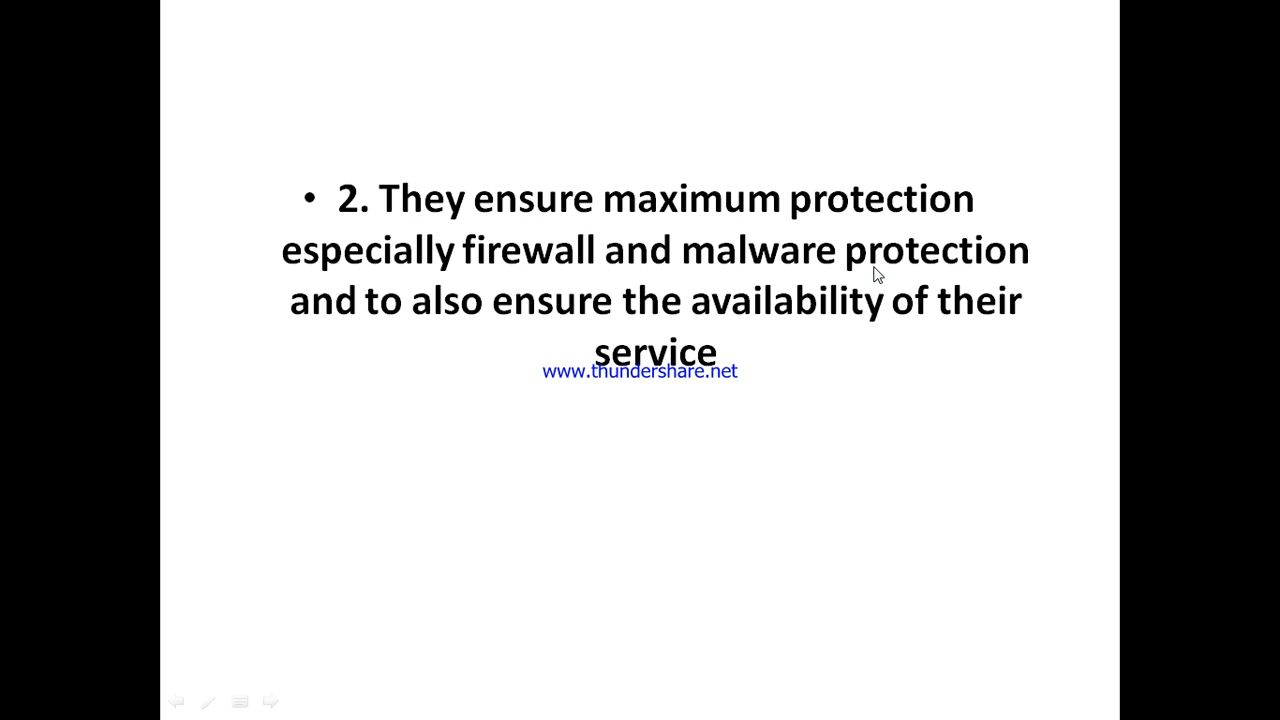 • 2. They ensure maximum protection
especially firewall and malware protection
and to also ensure the availability of their
service
www.thundershare.net